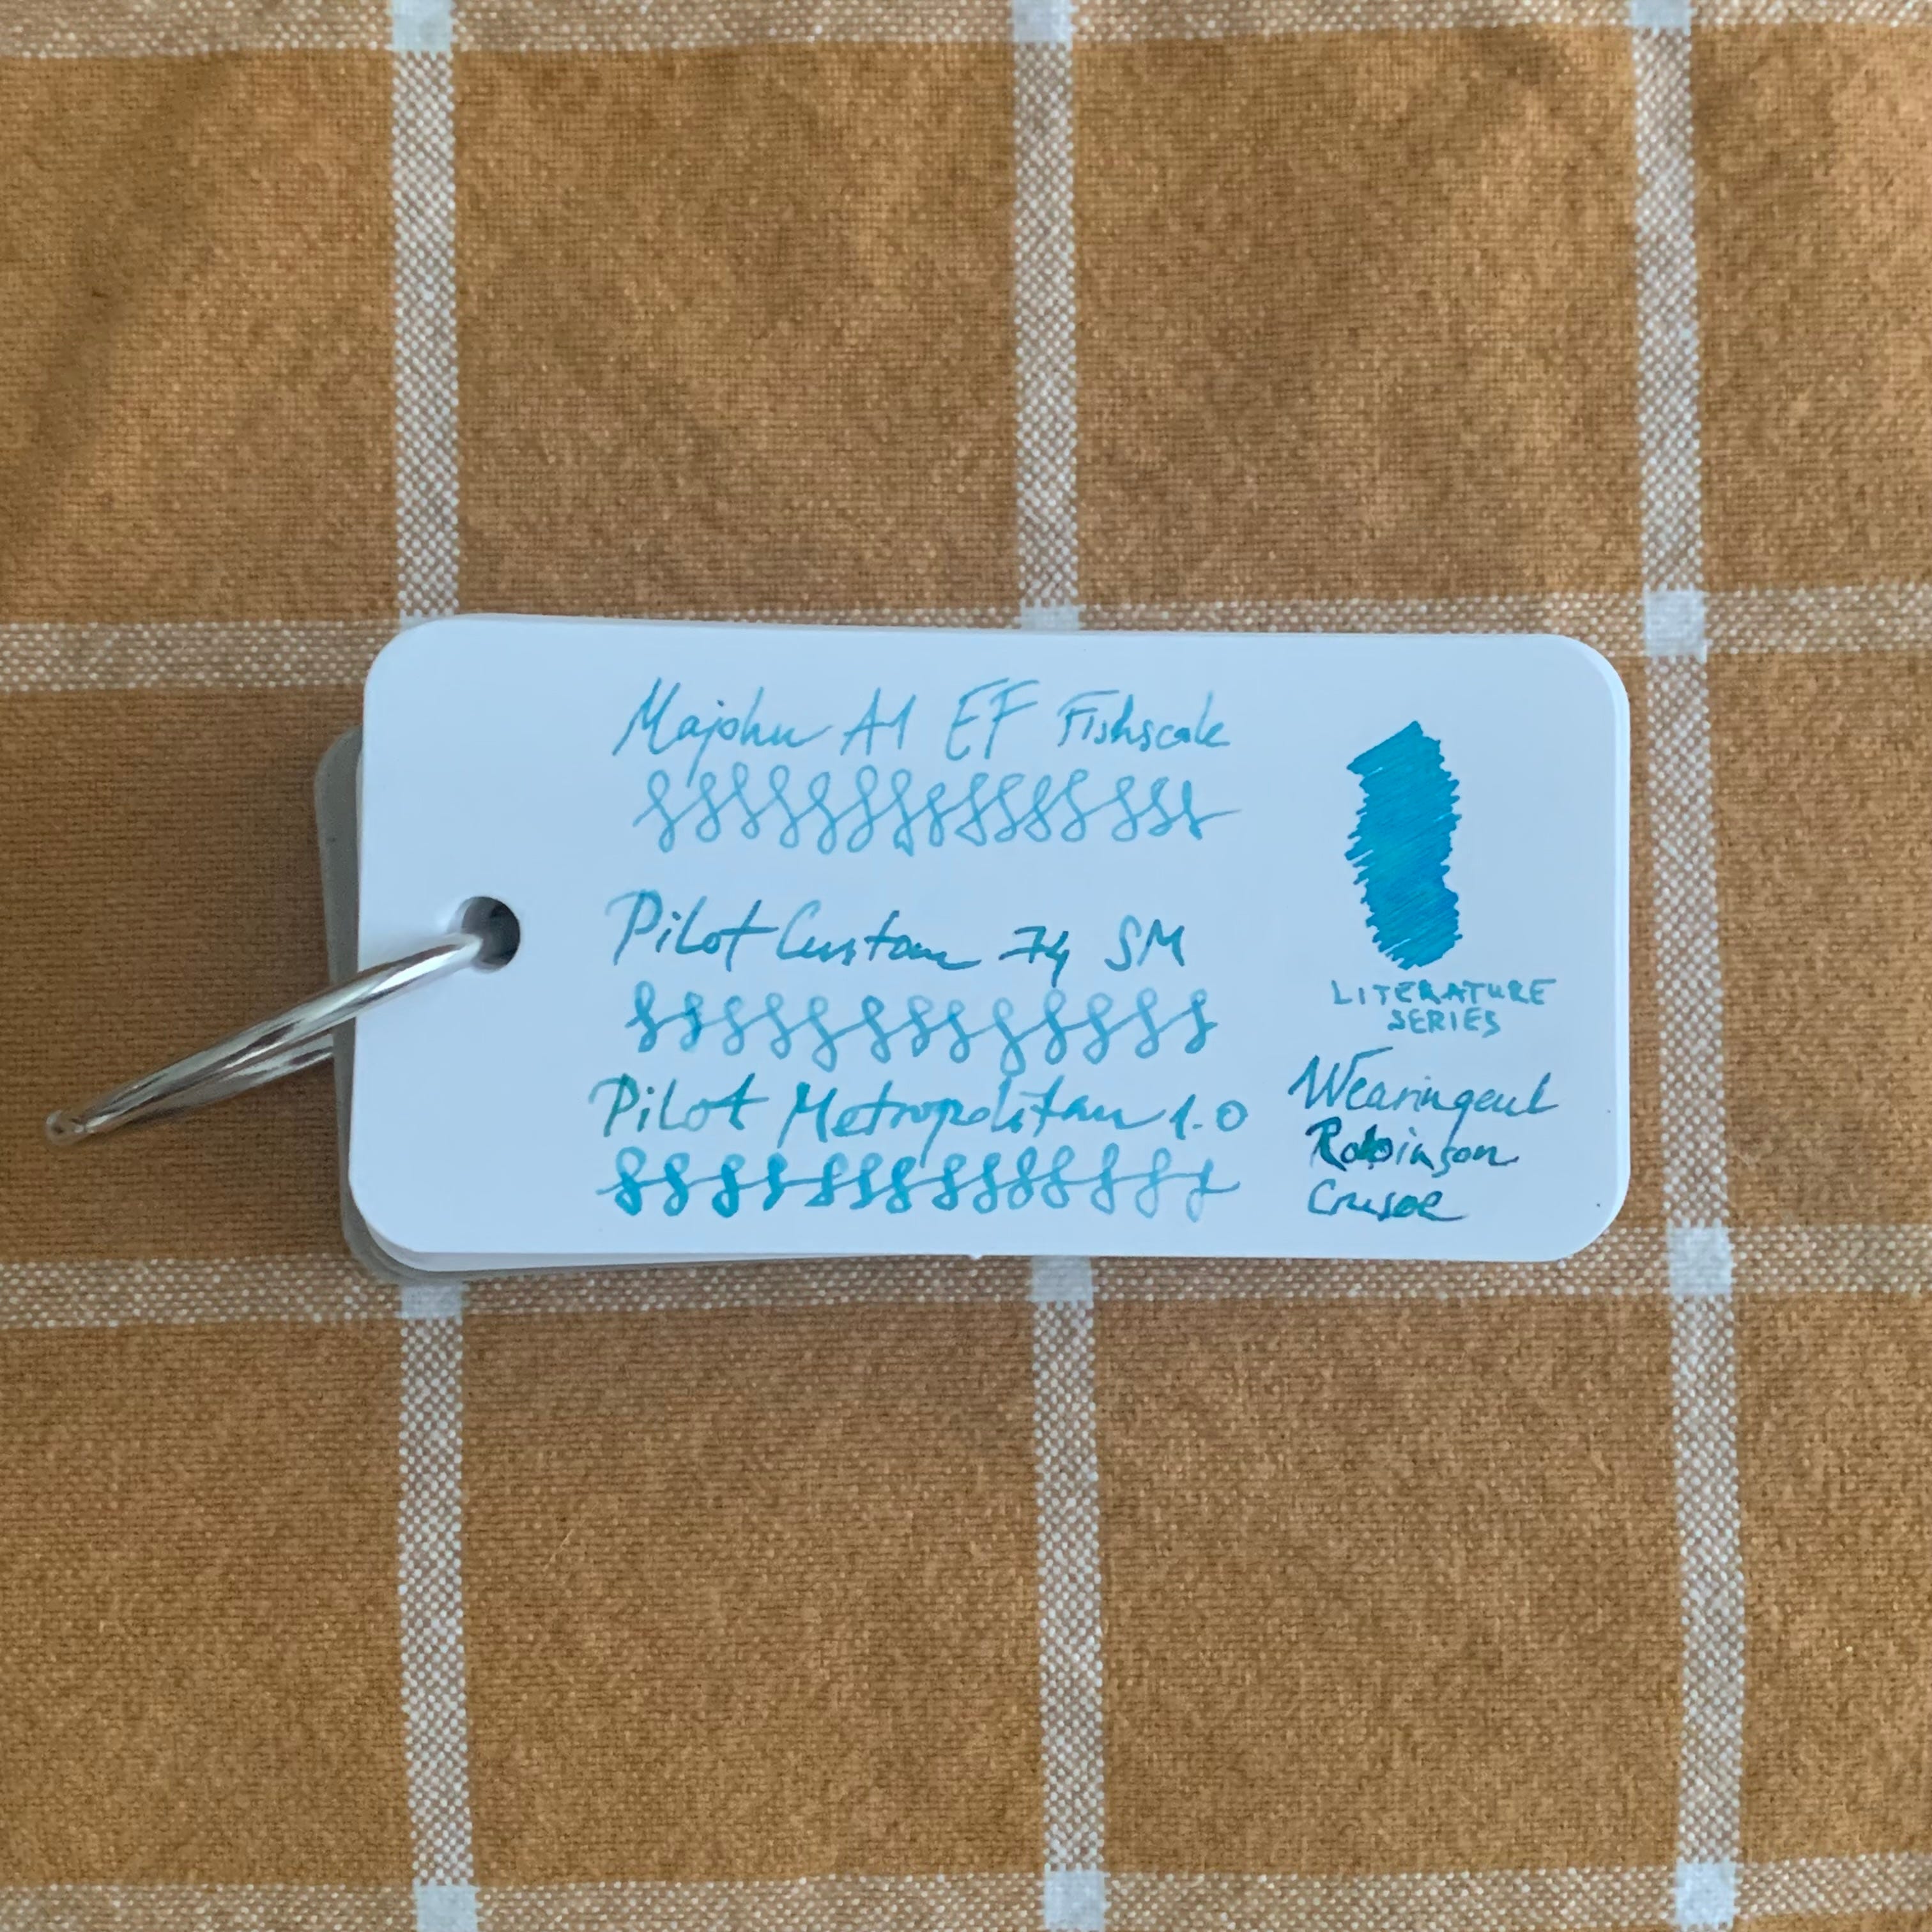 Majohn A1 EF Fishscale
Pilot Custom 74 SM
Pilot Metropolitan 1.0
LITERATURE
SERIES
Wearingeul
Robinson
Crusoe